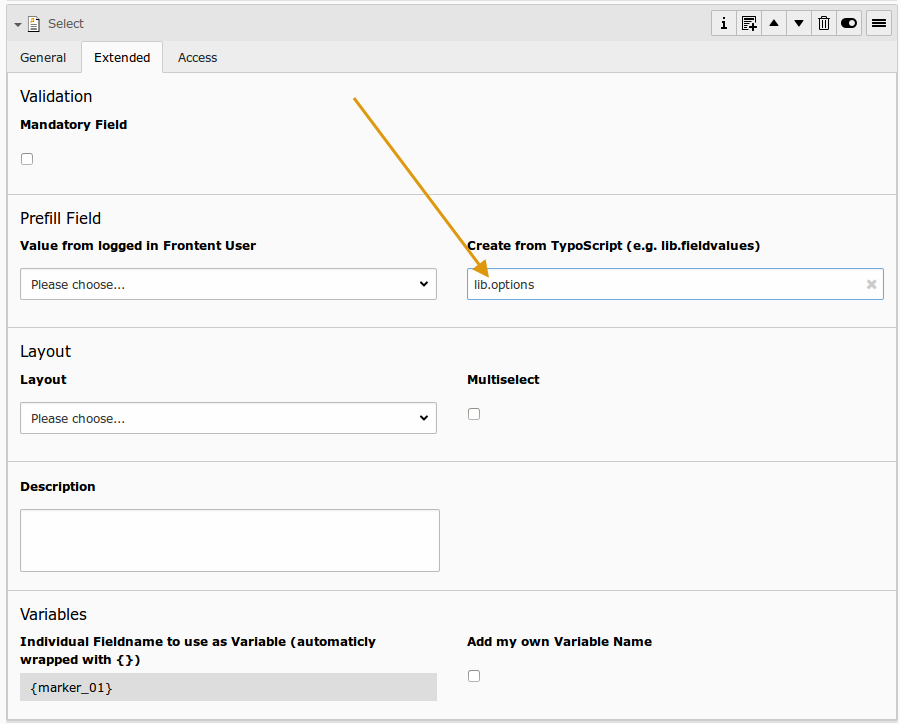 Select
General
Extended
Access
Validation
Mandatory Field
Prefill Field
Value from logged in Frontent User
Create from TypoScript (e.g. lib.fieldvalues)
Please choose...
lib.options
Layout
Layout
Multiselect
Please choose...
Description
Variables
Individual Fieldname to use as Variable (automaticly
wrapped with {})
Add my own Variable Name
{marker_01}